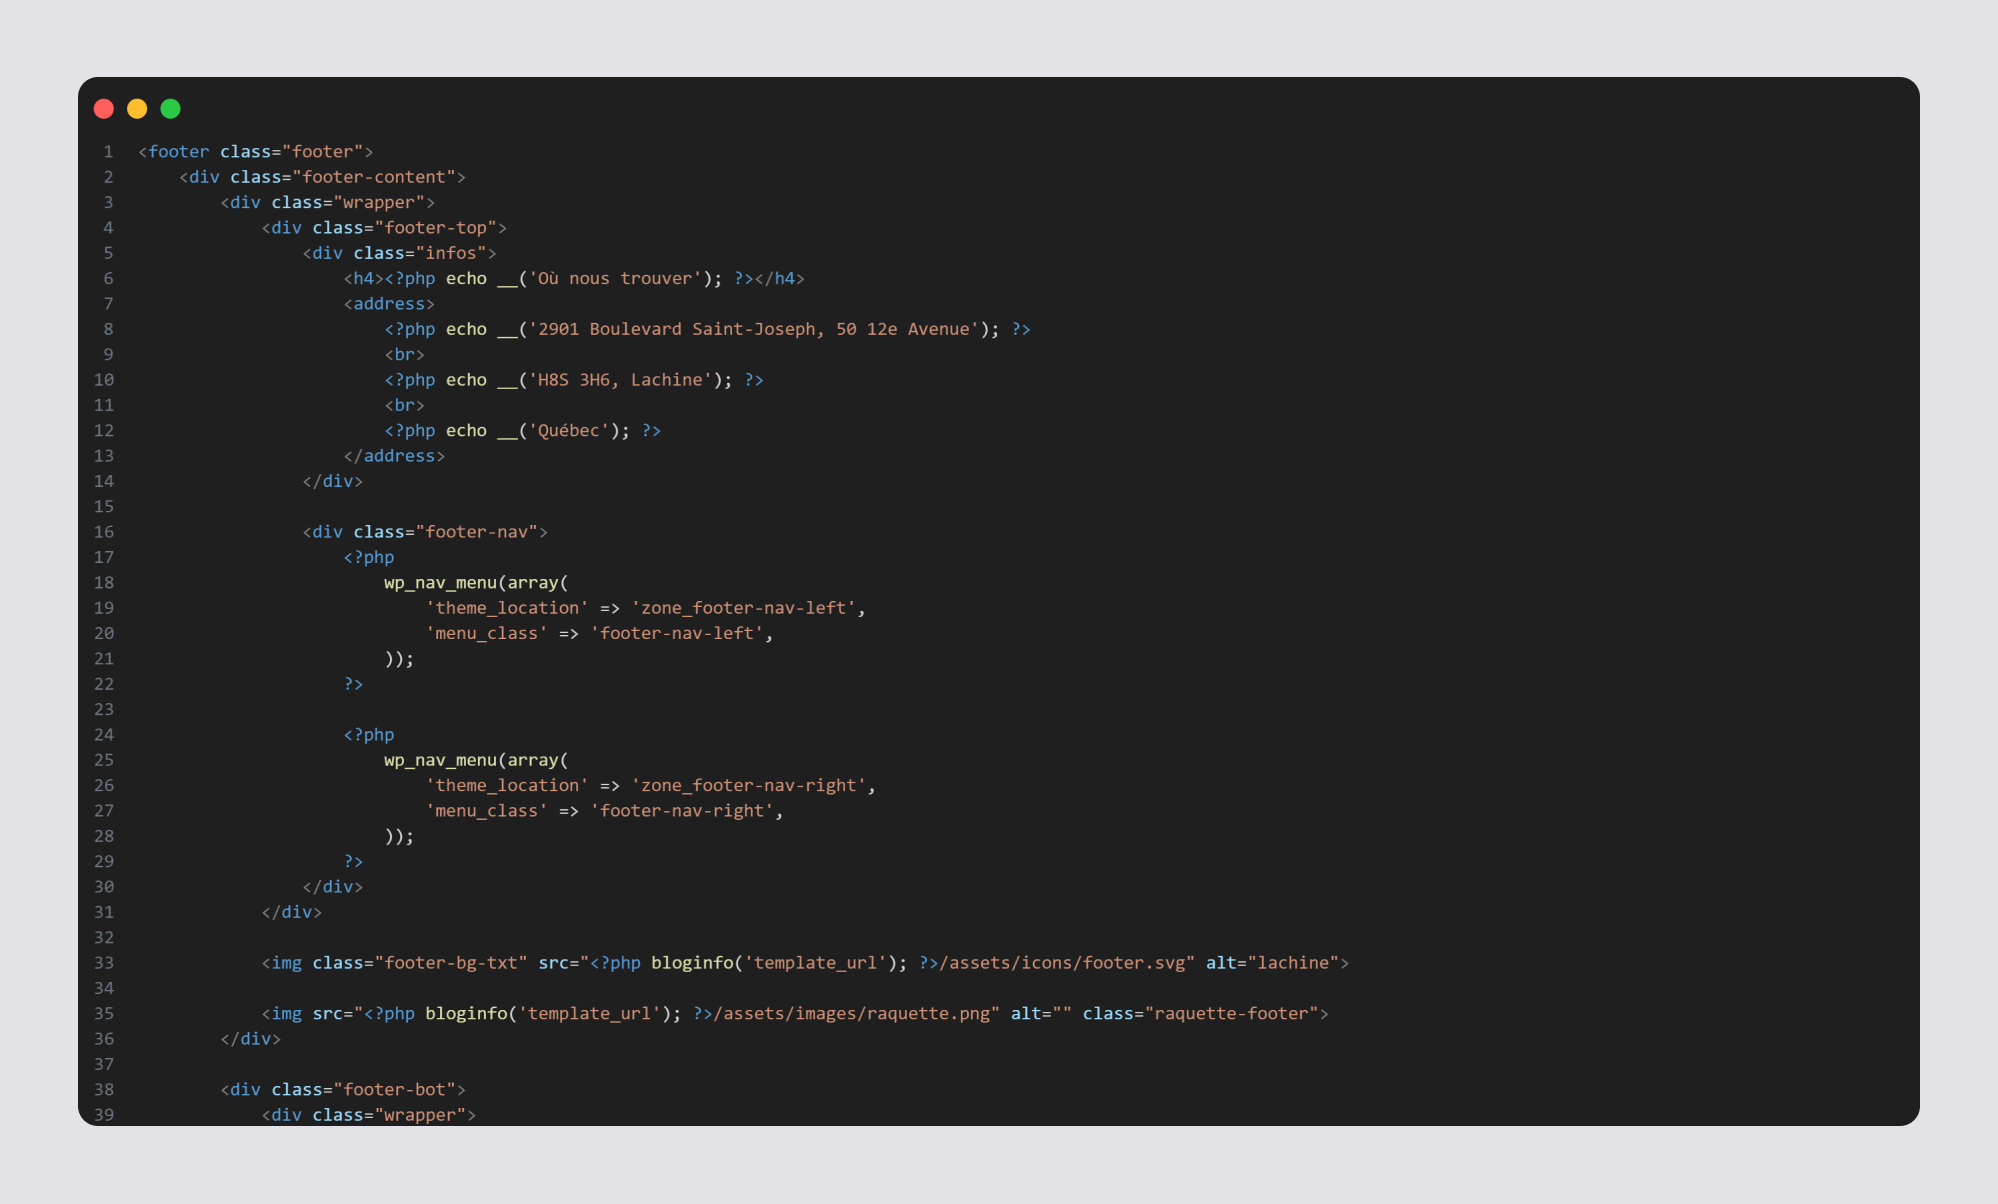 1 <footer class="footer">
2 <div class="footer-content">
3 <div class="wrapper">
4 <div class="footer-top">
5 <div class="infos">
6 <h4><?php echo __('Où nous trouver'); ?></h4>
7 <address>
8 <?php echo __('2901 Boulevard Saint-Joseph, 50 12e Avenue'); ?>
9 <br>
10 <?php echo __('H8S 3H6, Lachine'); ?>
11 <br>
12 <?php echo __('Québec'); ?>
13 </address>
14 </div>
15
16 <div class="footer-nav">
17 <?php
18 wp_nav_menu(array(
19 'theme_location' => 'zone_footer-nav-left',
20 'menu_class' => 'footer-nav-left',
21 ));
22 ?>
23
24 <?php
25 wp_nav_menu(array(
26 'theme_location' => 'zone_footer-nav-right',
27 'menu_class' => 'footer-nav-right',
28 ));
29 ?>
30 </div>
31 </div>
32
33 <img class="footer-bg-txt" src="<?php bloginfo('template_url'); ?>/assets/icons/footer.svg" alt="lachine">
34
35 <img src="<?php bloginfo('template_url'); ?>/assets/images/raquette.png" alt="" class="raquette-footer">
36 </div>
37
38 <div class="footer-bot">
39 <div class="wrapper">